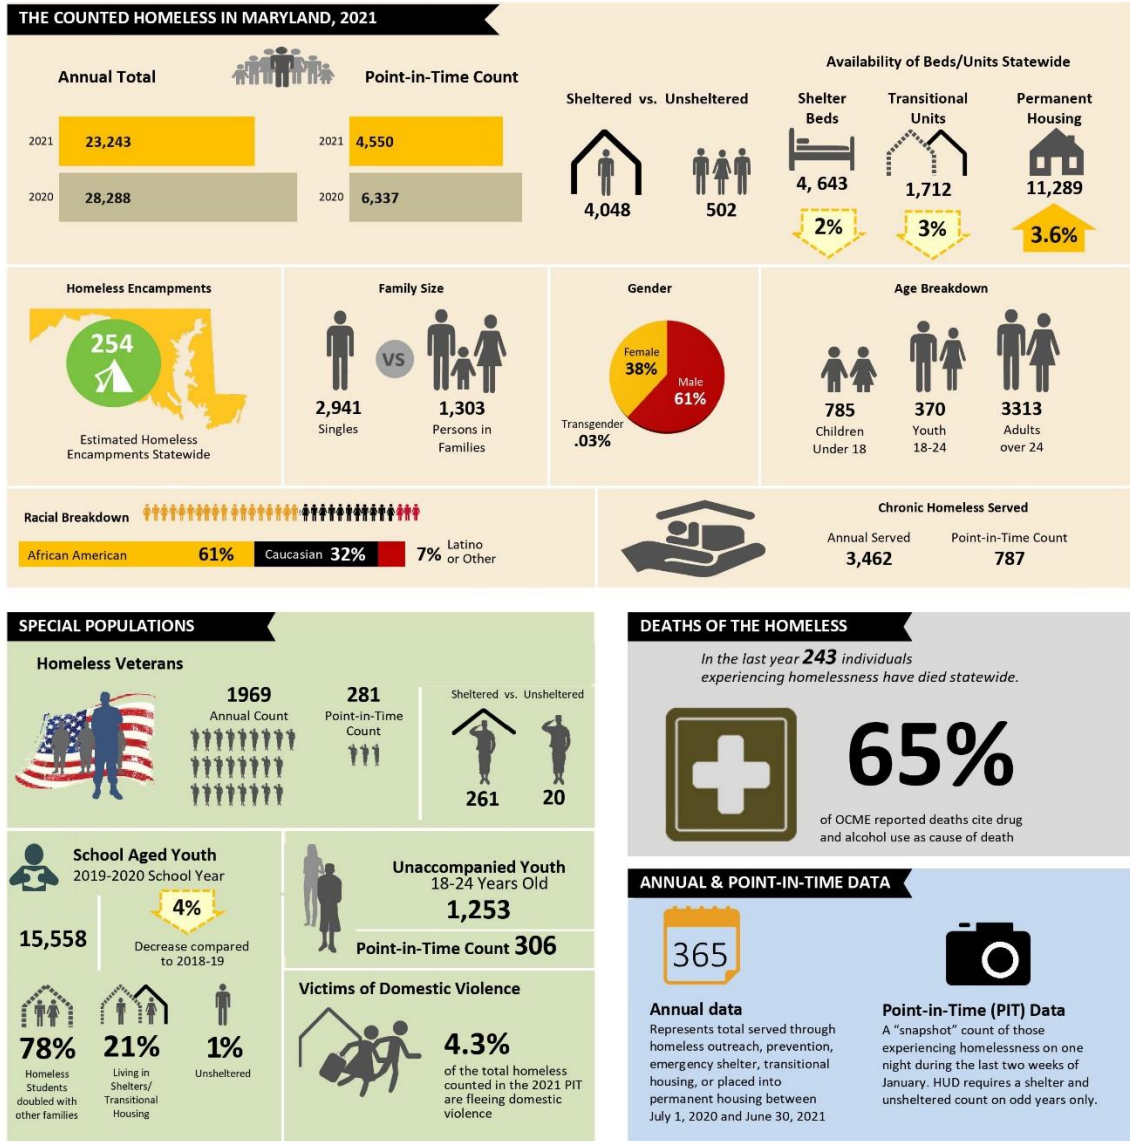 THE COUNTED HOMELESS IN MARYLAND, 2021
Annual Total
2021
23,243
2020
28,288
Point-in-Time Count
2021
4,550
2020
6,337
Sheltered vs. Unsheltered
4,048
502
Availability of Beds/Units Statewide
Shelter
Beds
4, 643
2%
Transitional
Units
1,712
3%
Permanent
Housing
11,289
3.6%
Homeless Encampments
254
Estimated Homeless
Encampments Statewide
Family Size
VS
2,941
Singles
1,303
Persons in
Families
Gender
Female
38%
Male
61%
Transgender
.03%
Age Breakdown
785
Children
Under 18
370
Youth
18-24
3313
Adults
over 24
Racial Breakdown
African American 61%
Caucasian 32%
7% Latino
or Other
Chronic Homeless Served
Annual Served
3,462
Point-in-Time Count
787
SPECIAL POPULATIONS
Homeless Veterans
1969
Annual Count
281
Point-in-Time
Count
Sheltered vs. Unsheltered
261
20
School Aged Youth
2019-2020 School Year
15,558
4%
Decrease compared
to 2018-19
78%
Homeless
Students
doubled with
other families
21%
Living in
Shelters/
Transitional
Housing
1%
Unsheltered
Unaccompanied Youth
18-24 Years Old
1,253
Point-in-Time Count 306
Victims of Domestic Violence
4.3%
of the total homeless
counted in the 2021 PIT
are fleeing domestic
violence
DEATHS OF THE HOMELESS
In the last year 243 individuals
experiencing homelessness have died statewide.
65%
of OCME reported deaths cite drug
and alcohol use as cause of death
ANNUAL & POINT-IN-TIME DATA
365
Annual data
Represents total served through
homeless outreach, prevention,
emergency shelter, transitional
housing, or placed into
permanent housing between
July 1, 2020 and June 30, 2021
Point-in-Time (PIT) Data
A “snapshot” count of those
experiencing homelessness on one
night during the last two weeks of
January. HUD requires a shelter and
unsheltered count on odd years only.